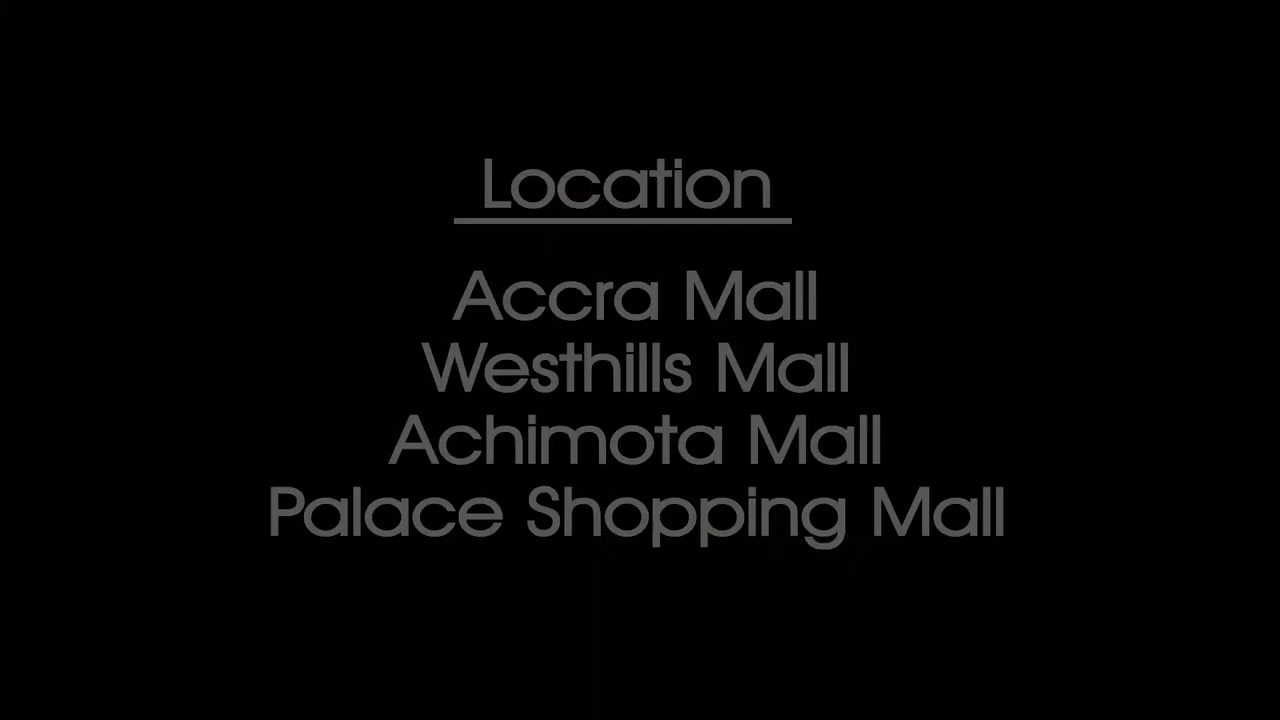 Location
Accra Mall
Westhills Mall
Achimota Mall
Palace Shopping Mall